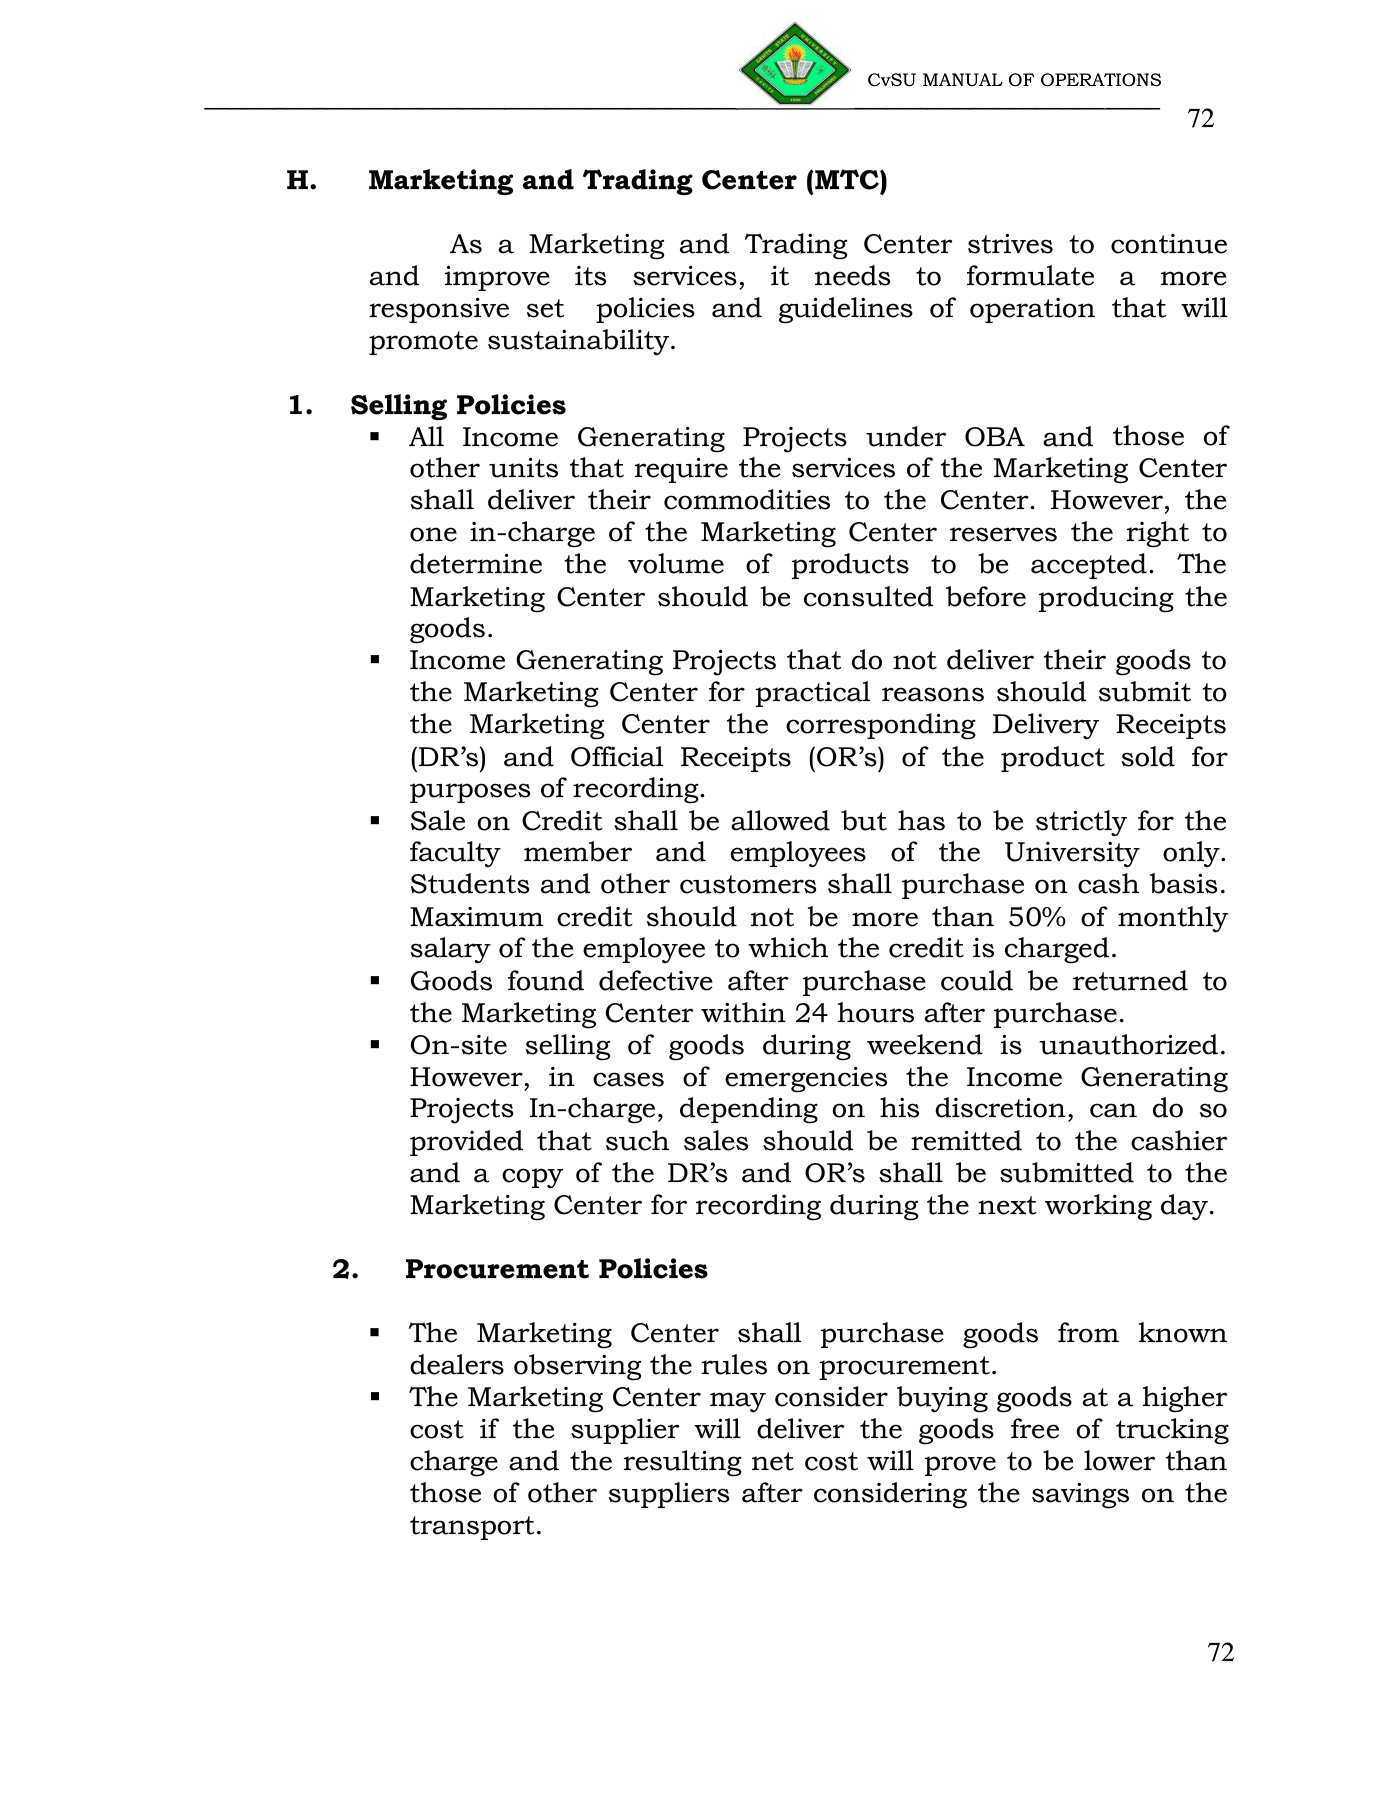 CvSU MANUAL OF OPERATIONS
72
H. Marketing and Trading Center (MTC)
As a Marketing and Trading Center strives to continue
and improve its services, it needs to formulate a more
responsive set policies and guidelines of operation that will
promote sustainability.
1. Selling Policies
▪ All Income Generating Projects under OBA and those of
other units that require the services of the Marketing Center
shall deliver their commodities to the Center. However, the
one in-charge of the Marketing Center reserves the right to
determine the volume of products to be accepted. The
Marketing Center should be consulted before producing the
goods.
▪ Income Generating Projects that do not deliver their goods to
the Marketing Center for practical reasons should submit to
the Marketing Center the corresponding Delivery Receipts
(DR’s) and Official Receipts (OR’s) of the product sold for
purposes of recording.
▪ Sale on Credit shall be allowed but has to be strictly for the
faculty member and employees of the University only.
Students and other customers shall purchase on cash basis.
Maximum credit should not be more than 50% of monthly
salary of the employee to which the credit is charged.
▪ Goods found defective after purchase could be returned to
the Marketing Center within 24 hours after purchase.
▪ On-site selling of goods during weekend is unauthorized.
However, in cases of emergencies the Income Generating
Projects In-charge, depending on his discretion, can do so
provided that such sales should be remitted to the cashier
and a copy of the DR’s and OR’s shall be submitted to the
Marketing Center for recording during the next working day.
2. Procurement Policies
▪ The Marketing Center shall purchase goods from known
dealers observing the rules on procurement.
▪ The Marketing Center may consider buying goods at a higher
cost if the supplier will deliver the goods free of trucking
charge and the resulting net cost will prove to be lower than
those of other suppliers after considering the savings on the
transport.
72